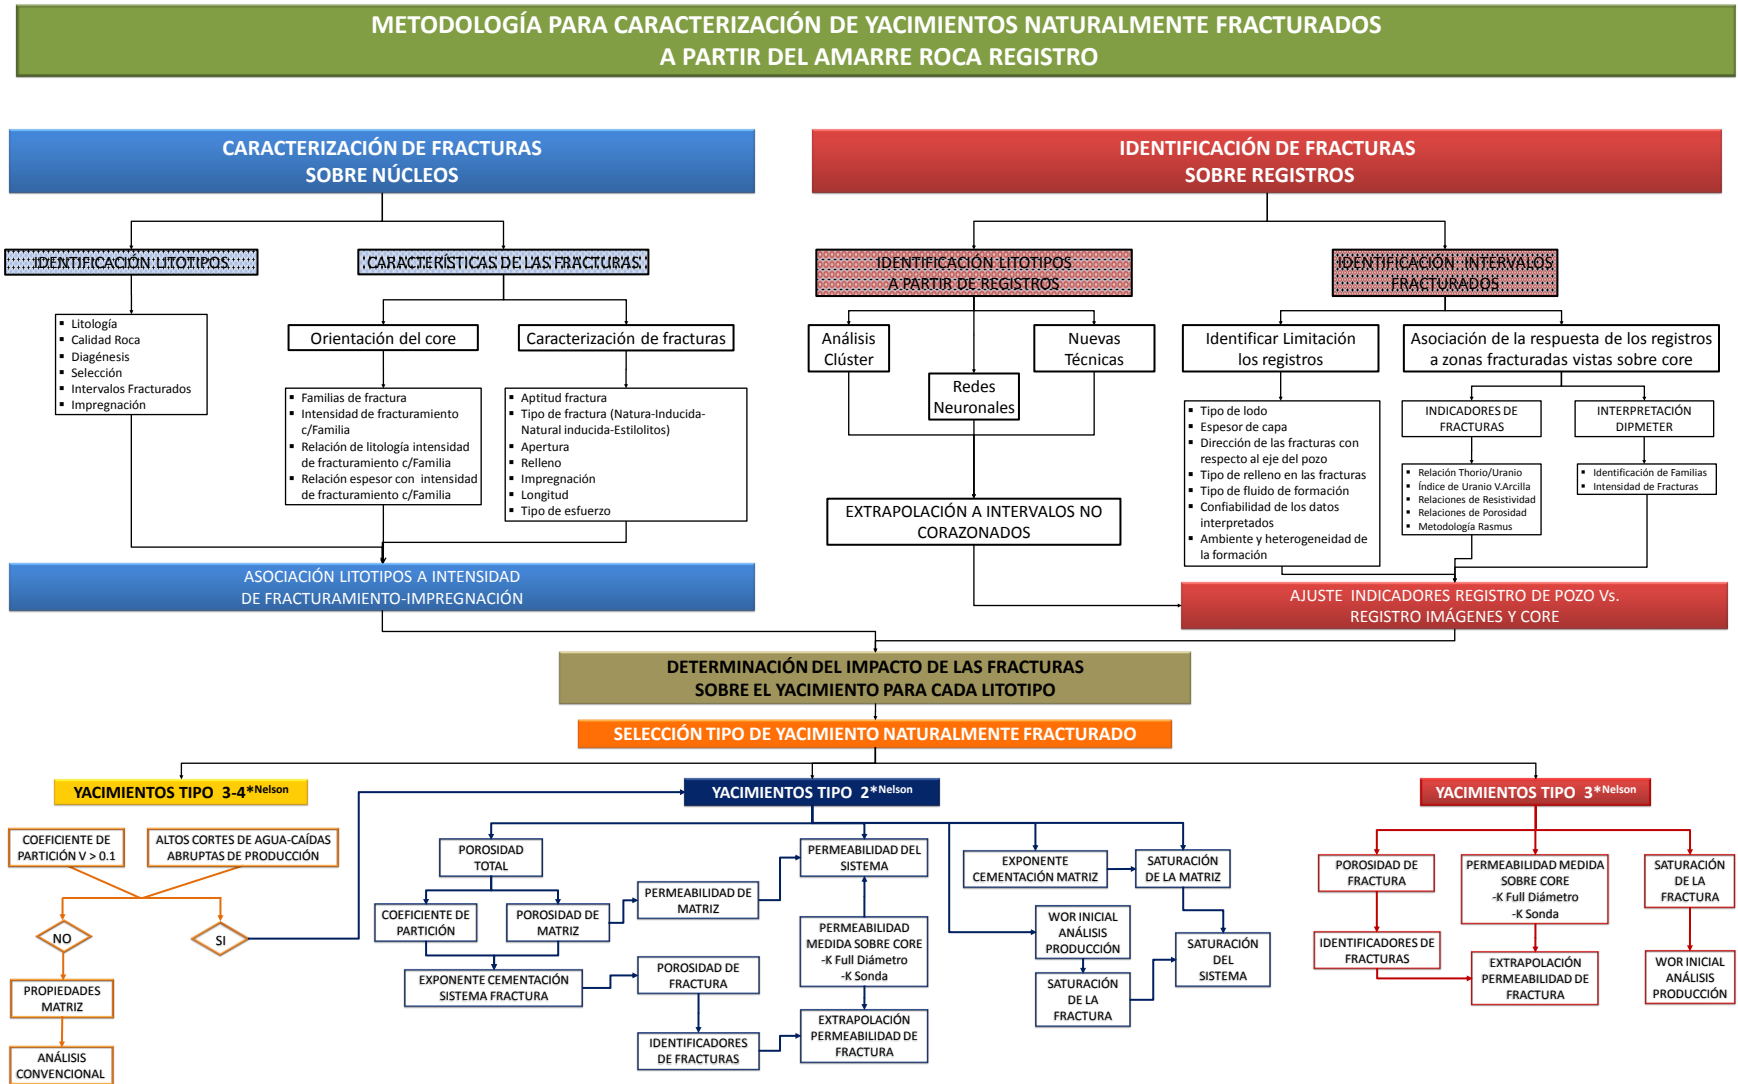 METODOLOGÍA PARA CARACTERIZACIÓN DE YACIMIENTOS NATURALMENTE FRACTURADOS
A PARTIR DEL AMARRE ROCA REGISTRO
CARACTERIZACIÓN DE FRACTURAS
SOBRE NÚCLEOS
IDENTIFICACIÓN LITOTIPOS
CARACTERÍSTICAS DE LAS FRACTURAS
▪ Litología
▪ Calidad Roca
▪ Diagénesis
▪ Selección
▪ Intervalos Fracturados
▪ Impregnación
Orientación del core
Caracterización de fracturas
▪ Familias de fractura
▪ Intensidad de fracturamiento
c/Familia
▪ Relación de litología intensidad
de fracturamiento c/Familia
▪ Relación espesor con intensidad
de fracturamiento c/Familia
▪ Aptitud fractura
▪ Tipo de fractura (Natura-Inducida-
Natural inducida-Estilolitos)
▪ Apertura
▪ Relleno
▪ Impregnación
▪ Longitud
▪ Tipo de esfuerzo
ASOCIACIÓN LITOTIPOS A INTENSIDAD
DE FRACTURAMIENTO-IMPREGNACIÓN
IDENTIFICACIÓN DE FRACTURAS
SOBRE REGISTROS
IDENTIFICACIÓN LITOTIPOS
A PARTIR DE REGISTROS
IDENTIFICACIÓN INTERVALOS
FRACTURADOS
Análisis
Clúster
Redes
Neuronales
Nuevas
Técnicas
EXTRAPOLACIÓN A INTERVALOS NO
CORAZONADOS
Identificar Limitación
los registros
Asociación de la respuesta de los registros
a zonas fracturadas vistas sobre core
▪ Tipo de lodo
▪ Espesor de capa
▪ Dirección de las fracturas con
respecto al eje del pozo
▪ Tipo de relleno en las fracturas
▪ Tipo de fluido de formación
▪ Confiabilidad de los datos
interpretados
▪ Ambiente y heterogeneidad de
la formación
INDICADORES DE
FRACTURAS
INTERPRETACIÓN
DIPMETER
▪ Relación Thorio/Uranio
▪ Índice de Uranio V.Arcilla
▪ Relaciones de Resistividad
▪ Relaciones de Porosidad
▪ Metodología Rasmus
▪ Identificación de Familias
▪ Intensidad de Fracturas
AJUSTE INDICADORES REGISTRO DE POZO Vs.
REGISTRO IMÁGENES Y CORE
DETERMINACIÓN DEL IMPACTO DE LAS FRACTURAS
SOBRE EL YACIMIENTO PARA CADA LITOTIPO
SELECCIÓN TIPO DE YACIMIENTO NATURALMENTE FRACTURADO
YACIMIENTOS TIPO 3-4*Nelson
COEFICIENTE DE
PARTICIÓN V > 0.1
ALTOS CORTES DE AGUA-CAÍDAS
ABRUPTAS DE PRODUCCIÓN
NO
SI
PROPIEDADES
MATRIZ
ANÁLISIS
CONVENCIONAL
YACIMIENTOS TIPO 2*Nelson
POROSIDAD
TOTAL
COEFICIENTE DE
PARTICIÓN
POROSIDAD DE
MATRIZ
EXPONENTE CEMENTACIÓN
SISTEMA FRACTURA
PERMEABILIDAD DE
MATRIZ
POROSIDAD DE
FRACTURA
IDENTIFICADORES
DE FRACTURAS
PERMEABILIDAD DEL
SISTEMA
PERMEABILIDAD
MEDIDA SOBRE CORE
-K Full Diámetro
-K Sonda
EXTRAPOLACIÓN
PERMEABILIDAD DE
FRACTURA
EXPONENTE
CEMENTACIÓN MATRIZ
SATURACIÓN
DE LA MATRIZ
WOR INICIAL
ANÁLISIS
PRODUCCIÓN
SATURACIÓN
DE LA
FRACTURA
SATURACIÓN
DEL
SISTEMA
YACIMIENTOS TIPO 3*Nelson
POROSIDAD DE
FRACTURA
IDENTIFICADORES DE
FRACTURAS
PERMEABILIDAD MEDIDA
SOBRE CORE
-K Full Diámetro
-K Sonda
EXTRAPOLACIÓN
PERMEABILIDAD DE
FRACTURA
SATURACIÓN
DE LA
FRACTURA
WOR INICIAL
ANÁLISIS
PRODUCCIÓN